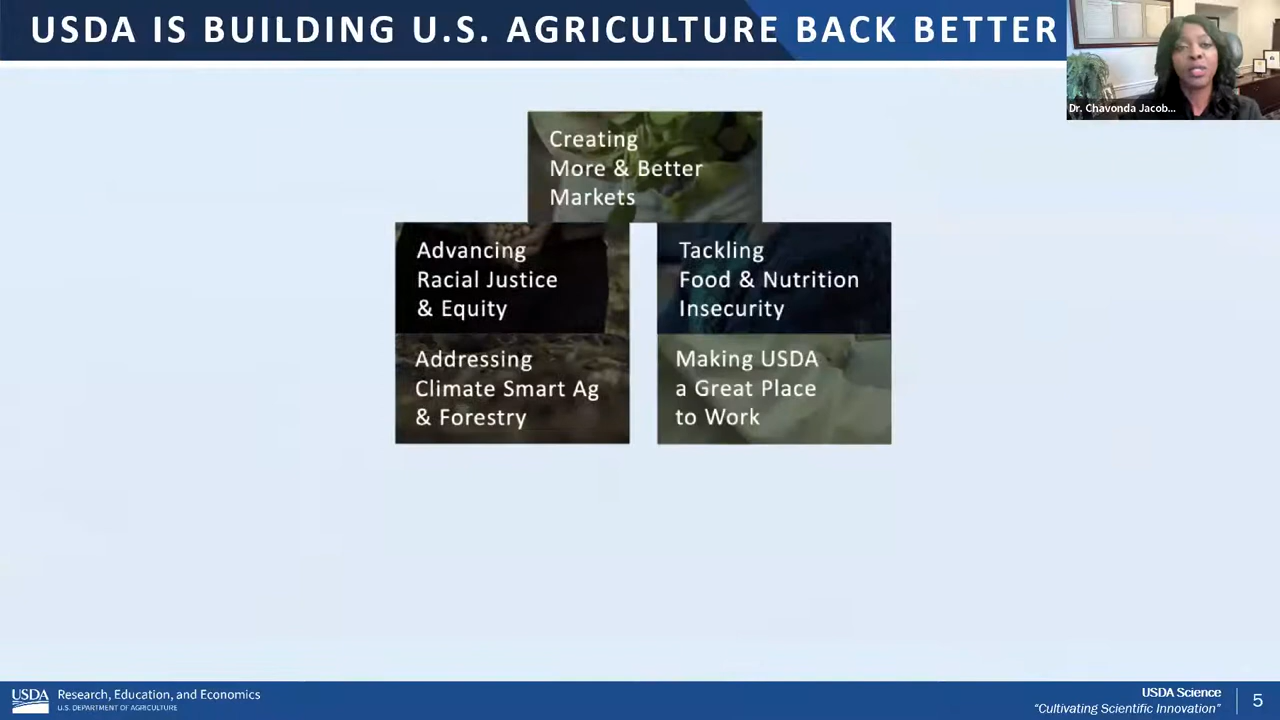 USDA IS BUILDING U.S. AGRICULTURE BACK BETTER
Dr. Chavonda Jacob...
Creating
More & Better
Markets
Advancing
Racial Justice
& Equity
Tackling
Food & Nutrition
Insecurity
Addressing
Climate Smart Ag
& Forestry
Making USDA
a Great Place
to Work
USDA
Research, Education, and Economics
U.S. DEPARTMENT OF AGRICULTURE
USDA Science
"Cultivating Scientific Innovation"
5